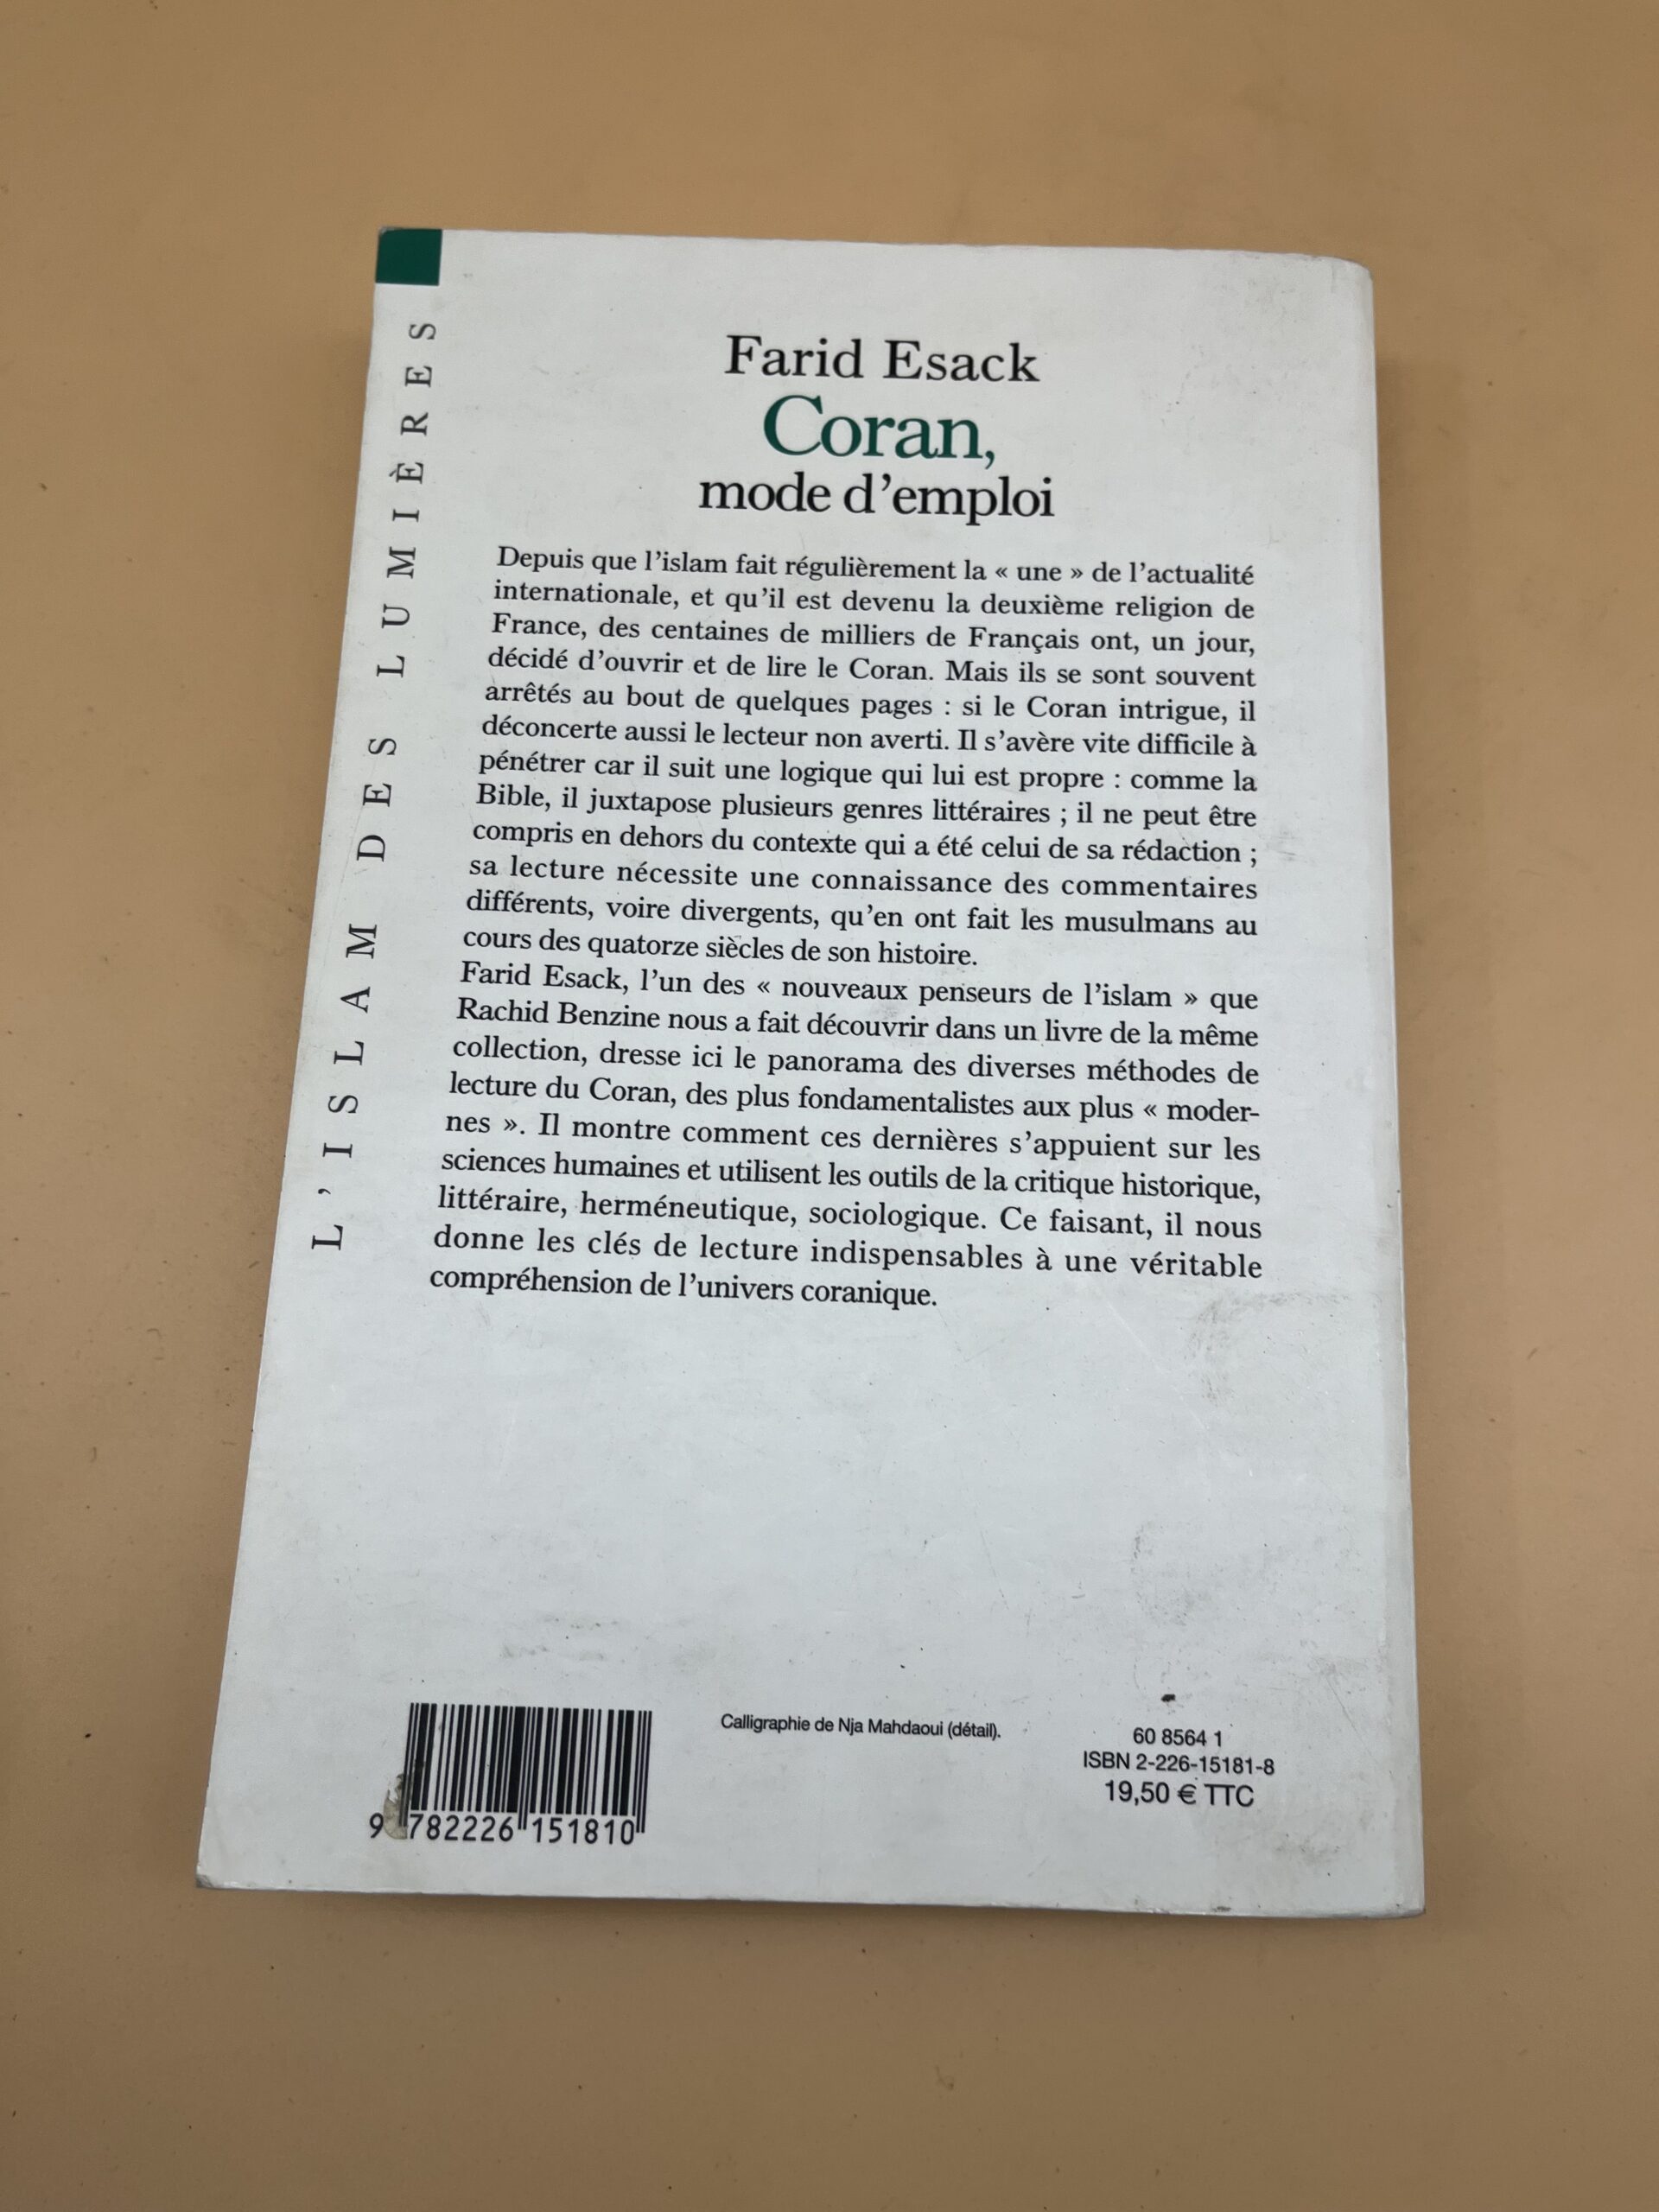 L'ISLAM DES LUMIÈRES
Farid Esack
Coran,
mode d'emploi
Depuis que l'islam fait régulièrement la « une » de l'actualité
internationale, et qu'il est devenu la deuxième religion de
France, des centaines de milliers de Français ont, un jour,
décidé d'ouvrir et de lire le Coran. Mais ils se sont souvent
arrêtés au bout de quelques pages : si le Coran intrigue, il
déconcerte aussi le lecteur non averti. Il s'avère vite difficile à
pénétrer car il suit une logique qui lui est propre : comme la
Bible, il juxtapose plusieurs genres littéraires ; il ne peut être
compris en dehors du contexte qui a été celui de sa rédaction ;
sa lecture nécessite une connaissance des commentaires
différents, voire divergents, qu'en ont fait les musulmans au
cours des quatorze siècles de son histoire.
Farid Esack, l'un des « nouveaux penseurs de l'islam » que
Rachid Benzine nous a fait découvrir dans un livre de la même
collection, dresse ici le panorama des diverses méthodes de
lecture du Coran, des plus fondamentalistes aux plus « moder-
nes ». Il montre comment ces dernières s'appuient sur les
sciences humaines et utilisent les outils de la critique historique,
littéraire, herméneutique, sociologique. Ce faisant, il nous
donne les clés de lecture indispensables à une véritable
compréhension de l'univers coranique.
9 782226 151810
Calligraphie de Nja Mahdaoui (détail).
60 8564 1
ISBN 2-226-15181-8
19,50 € TTC